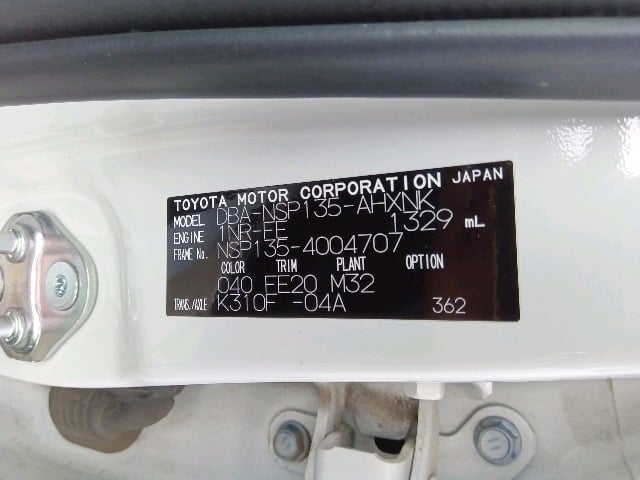 TOYOTA MOTOR CORPORATION JAPAN
MODEL DBA-NSP135-AHXNK
ENGINE 1NR-FE 1329 mL
FRAME No. NSP135-4004707
COLOR TRIM PLANT OPTION
040 EE20 M32
TRANS./AXLE K310F -04A 362